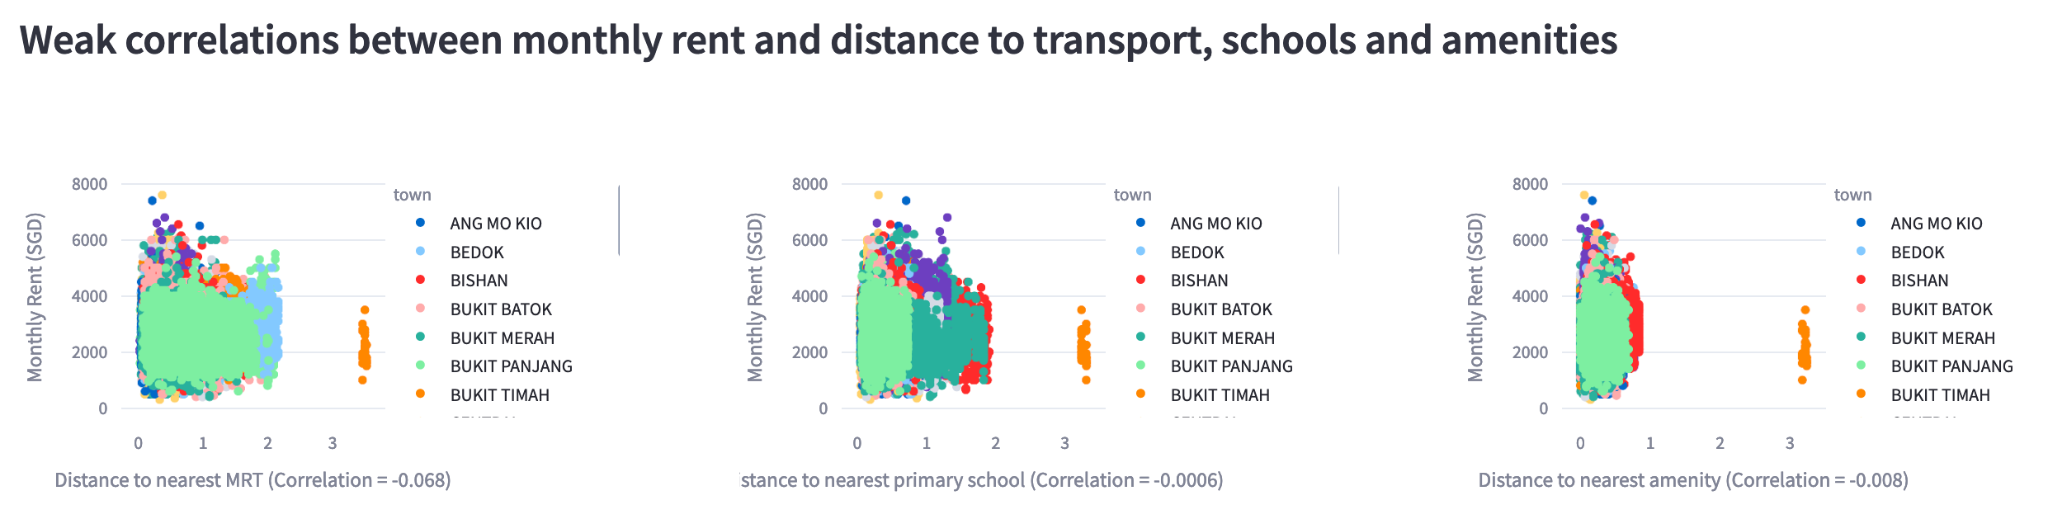 Weak correlations between monthly rent and distance to transport, schools and amenities
Monthly Rent (SGD)
8000
6000
4000
2000
0
0 1 2 3
Distance to nearest MRT (Correlation = -0.068)
town
ANG MO KIO
BEDOK
BISHAN
BUKIT BATOK
BUKIT MERAH
BUKIT PANJANG
BUKIT TIMAH
Monthly Rent (SGD)
8000
6000
4000
2000
0
0 1 2 3
stance to nearest primary school (Correlation = -0.0006)
town
ANG MO KIO
BEDOK
BISHAN
BUKIT BATOK
BUKIT MERAH
BUKIT PANJANG
BUKIT TIMAH
Monthly Rent (SGD)
8000
6000
4000
2000
0
0 1 2 3
Distance to nearest amenity (Correlation = -0.008)
town
ANG MO KIO
BEDOK
BISHAN
BUKIT BATOK
BUKIT MERAH
BUKIT PANJANG
BUKIT TIMAH